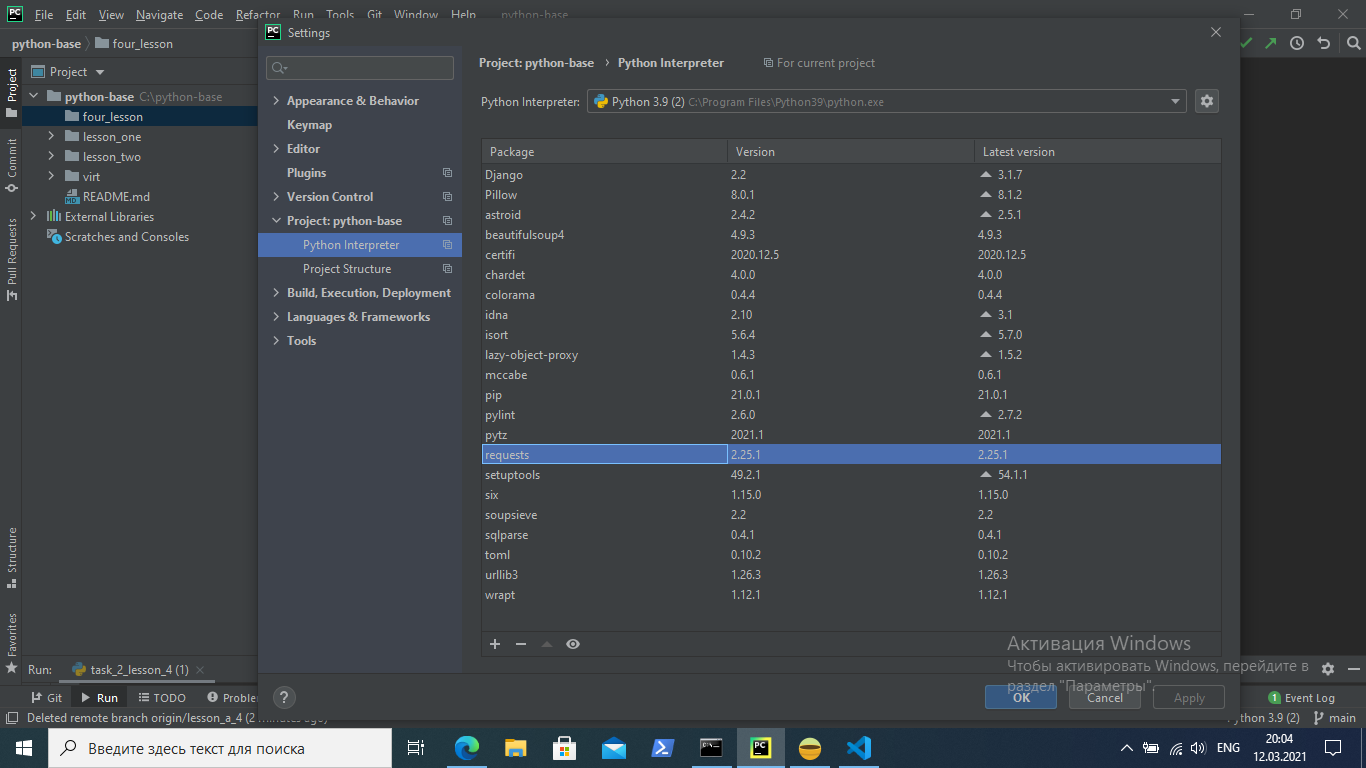 File Edit View Navigate Code Refactor Run Tools Git Window Help python-base
python-base four_lesson
Settings
Project
python-base C:\python-base
four_lesson
lesson_one
lesson_two
virt
README.md
External Libraries
Scratches and Consoles
Project
Commit
Pull Requests
Structure
Favorites
Appearance & Behavior
Keymap
Editor
Plugins
Version Control
Project: python-base
Python Interpreter
Project Structure
Build, Execution, Deployment
Languages & Frameworks
Tools
Project: python-base › Python Interpreter For current project
Python Interpreter: Python 3.9 (2) C:\Program Files\Python39\python.exe
Package Version Latest version
Django 2.2 3.1.7
Pillow 8.0.1 8.1.2
astroid 2.4.2 2.5.1
beautifulsoup4 4.9.3 4.9.3
certifi 2020.12.5 2020.12.5
chardet 4.0.0 4.0.0
colorama 0.4.4 0.4.4
idna 2.10 3.1
isort 5.6.4 5.7.0
lazy-object-proxy 1.4.3 1.5.2
mccabe 0.6.1 0.6.1
pip 21.0.1 21.0.1
pylint 2.6.0 2.7.2
pytz 2021.1 2021.1
requests 2.25.1 2.25.1
setuptools 49.2.1 54.1.1
six 1.15.0 1.15.0
soupsieve 2.2 2.2
sqlparse 0.4.1 0.4.1
toml 0.10.2 0.10.2
urllib3 1.26.3 1.26.3
wrapt 1.12.1 1.12.1
Активация Windows
Чтобы активировать Windows, перейдите в
раздел "Параметры".
OK Cancel Apply
Run: task_2_lesson_4 (1)
Git Run TODO Event Log
Deleted remote branch origin/lesson_a_4 (2 minutes ago) Python 3.9 (2) main
Введите здесь текст для поиска
ENG
20:04
12.03.2021